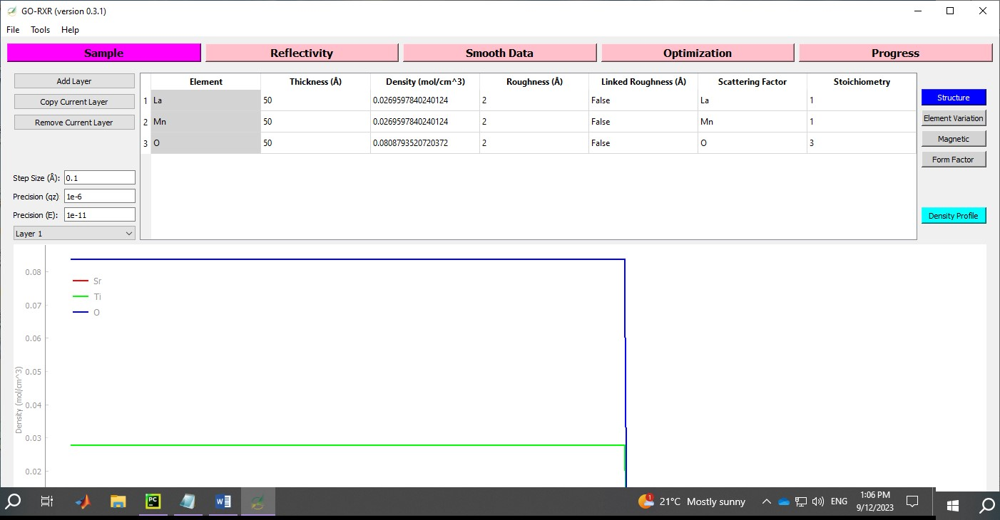 GO-RXR (version 0.3.1)
File Tools Help
Sample Reflectivity Smooth Data Optimization Progress
Add Layer
Copy Current Layer
Remove Current Layer
Step Size (Å): 0.1
Precision (qz) 1e-6
Precision (E): 1e-11
Layer 1
Element Thickness (Å) Density (mol/cm^3) Roughness (Å) Linked Roughness (Å) Scattering Factor Stoichiometry
1 La 50 0.0269597840240124 2 False La 1
2 Mn 50 0.0269597840240124 2 False Mn 1
3 O 50 0.0808793520720372 2 False O 3
Structure
Element Variation
Magnetic
Form Factor
Density Profile
Density (mol/cm^3)
0.08
0.07
0.06
0.05
0.04
0.03
0.02
Sr
Ti
O
PC
W
1
21°C Mostly sunny
ENG
1:06 PM
9/12/2023